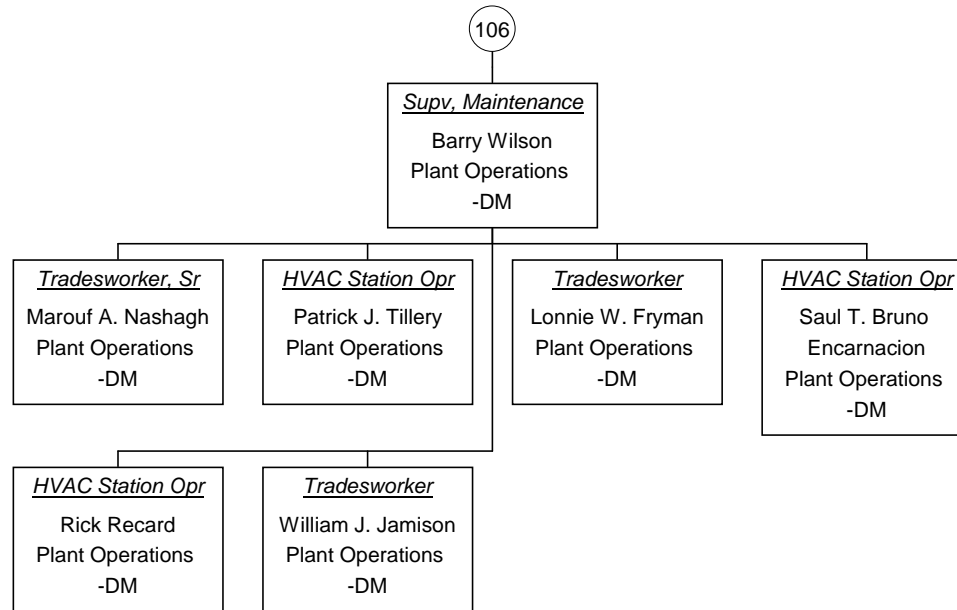 106
Supv, Maintenance
Barry Wilson
Plant Operations
-DM
Tradesworker, Sr
Marouf A. Nashagh
Plant Operations
-DM
HVAC Station Opr
Patrick J. Tillery
Plant Operations
-DM
Tradesworker
Lonnie W. Fryman
Plant Operations
-DM
HVAC Station Opr
Saul T. Bruno
Encarnacion
Plant Operations
-DM
HVAC Station Opr
Rick Recard
Plant Operations
-DM
Tradesworker
William J. Jamison
Plant Operations
-DM